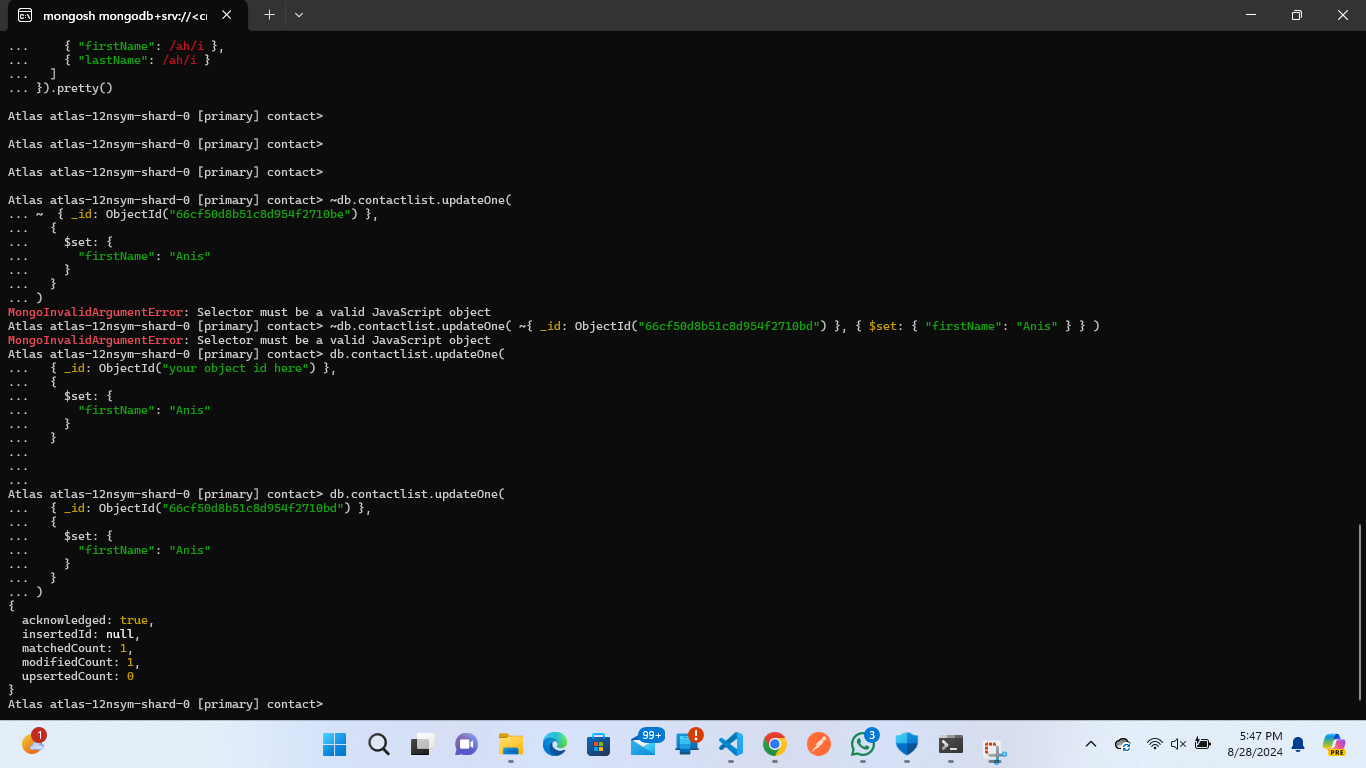 mongosh mongodb+srv://<cr
...     { "firstName": /ah/i },
...     { "lastName": /ah/i }
...   ]
... }).pretty()
Atlas atlas-12nsym-shard-0 [primary] contact>
Atlas atlas-12nsym-shard-0 [primary] contact>
Atlas atlas-12nsym-shard-0 [primary] contact>
Atlas atlas-12nsym-shard-0 [primary] contact> ~db.contactlist.updateOne(
... ~  { _id: ObjectId("66cf50d8b51c8d954f2710be") },
...   {
...     $set: {
...       "firstName": "Anis"
...     }
...   }
... )
MongoInvalidArgumentError: Selector must be a valid JavaScript object
Atlas atlas-12nsym-shard-0 [primary] contact> ~db.contactlist.updateOne( ~{ _id: ObjectId("66cf50d8b51c8d954f2710bd") }, { $set: { "firstName": "Anis" } } )
MongoInvalidArgumentError: Selector must be a valid JavaScript object
Atlas atlas-12nsym-shard-0 [primary] contact> db.contactlist.updateOne(
...   { _id: ObjectId("your object id here") },
...   {
...     $set: {
...       "firstName": "Anis"
...     }
...   }
...
...
...
Atlas atlas-12nsym-shard-0 [primary] contact> db.contactlist.updateOne(
...   { _id: ObjectId("66cf50d8b51c8d954f2710bd") },
...   {
...     $set: {
...       "firstName": "Anis"
...     }
...   }
... )
{
  acknowledged: true,
  insertedId: null,
  matchedCount: 1,
  modifiedCount: 1,
  upsertedCount: 0
}
Atlas atlas-12nsym-shard-0 [primary] contact>
1
99+
!
3
5:47 PM
8/28/2024
PRE